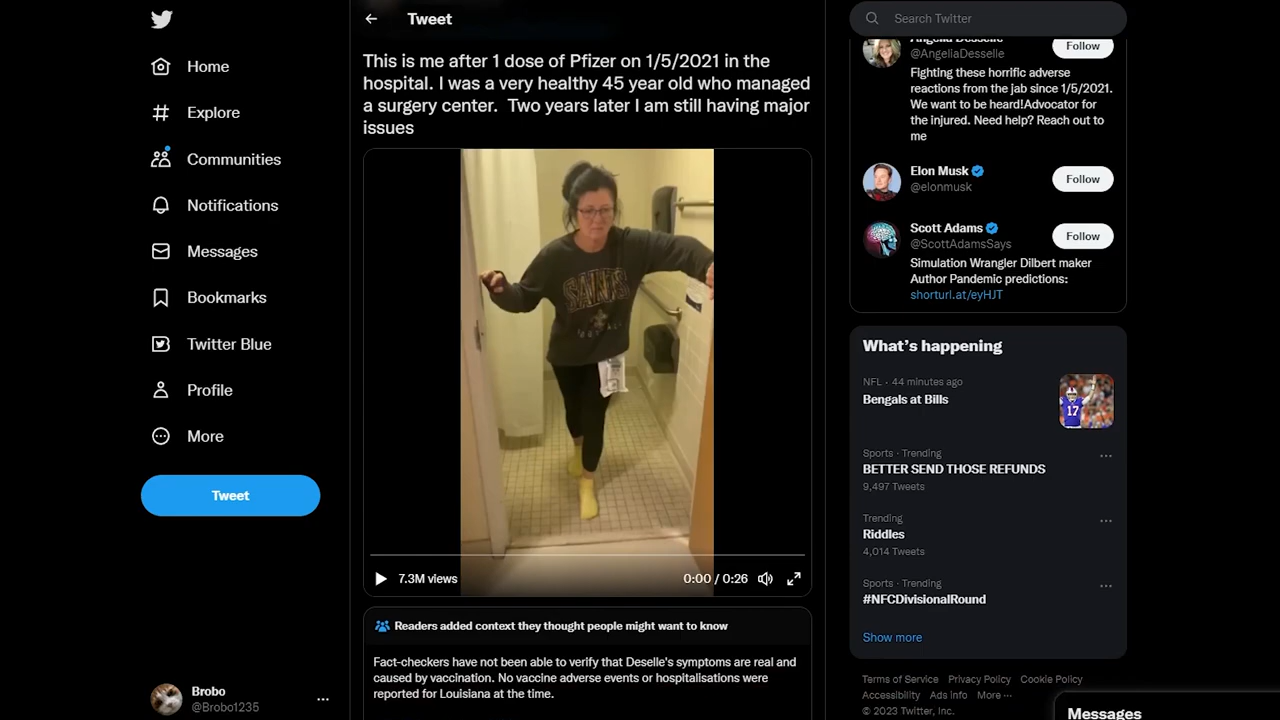 Home
Explore
Communities
Notifications
Messages
Bookmarks
Twitter Blue
Profile
More
Tweet
Brobo
@Brobo1235
Tweet
This is me after 1 dose of Pfizer on 1/5/2021 in the
hospital. I was a very healthy 45 year old who managed
a surgery center. Two years later I am still having major
issues
SAINTS
7.3M views
0:00 / 0:26
Readers added context they thought people might want to know
Fact-checkers have not been able to verify that Deselle's symptoms are real and
caused by vaccination. No vaccine adverse events or hospitalisations were
reported for Louisiana at the time.
Search Twitter
Angelia Desselle
@AngeliaDesselle
Follow
Fighting these horrific adverse
reactions from the jab since 1/5/2021.
We want to be heard!Advocator for
the injured. Need help? Reach out to
me
Elon Musk
@elonmusk
Follow
Scott Adams
@ScottAdamsSays
Follow
Simulation Wrangler Dilbert maker
Author Pandemic predictions:
shorturl.at/eyHJT
What's happening
NFL · 44 minutes ago
Bengals at Bills
17
Sports · Trending
BETTER SEND THOSE REFUNDS
9,497 Tweets
Trending
Riddles
4,014 Tweets
Sports · Trending
#NFCDivisionalRound
Show more
Terms of Service Privacy Policy Cookie Policy
Accessibility Ads Info More ···
© 2023 Twitter, Inc.
Messages